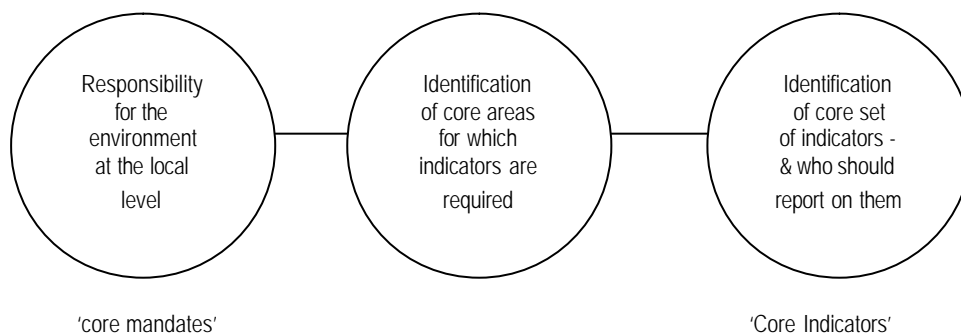 Responsibility
for the
environment
at the local
level
Identification
of core areas
for which
indicators are
required
Identification
of core set
of indicators -
& who should
report on them
'core mandates'
'Core Indicators'